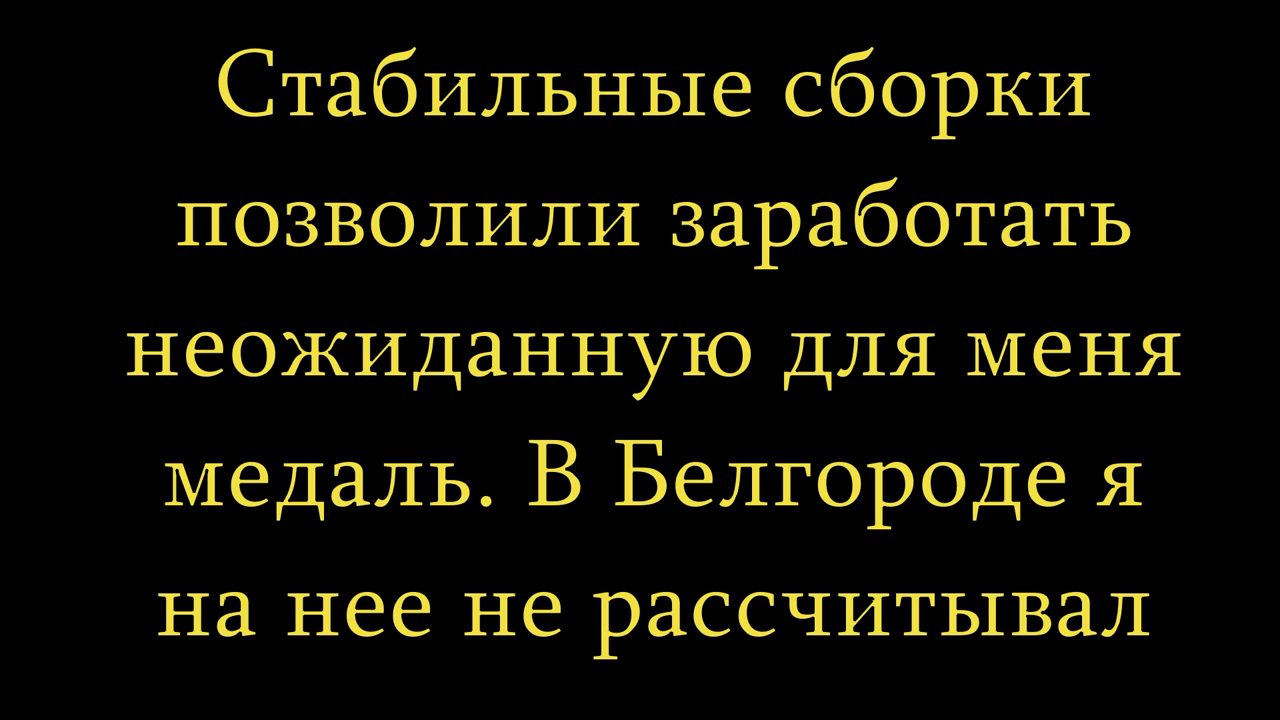 Стабильные сборки
позволили заработать
неожиданную для меня
медаль. В Белгороде я
на нее не рассчитывал